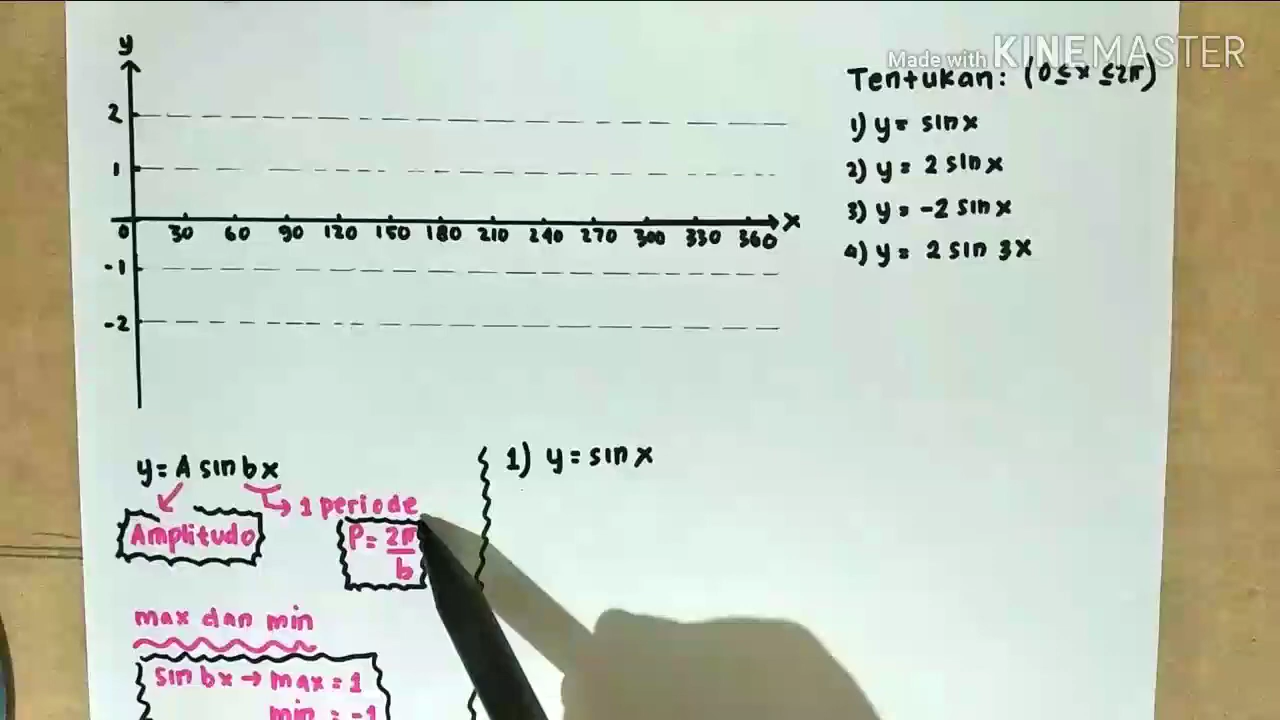 Made with KINEMASTER
y
2
1
0 30 60 90 120 150 180 210 240 270 300 330 360 x
-1
-2
Tentukan: (0 ≤ x ≤ 2π)
1) y = sin x
2) y = 2 sin x
3) y = -2 sin x
4) y = 2 sin 3x
y = A sin bx
1 periode
Amplitudo
P = 2π/b
max dan min
sin bx → max = 1
min = -1
1) y = sin x